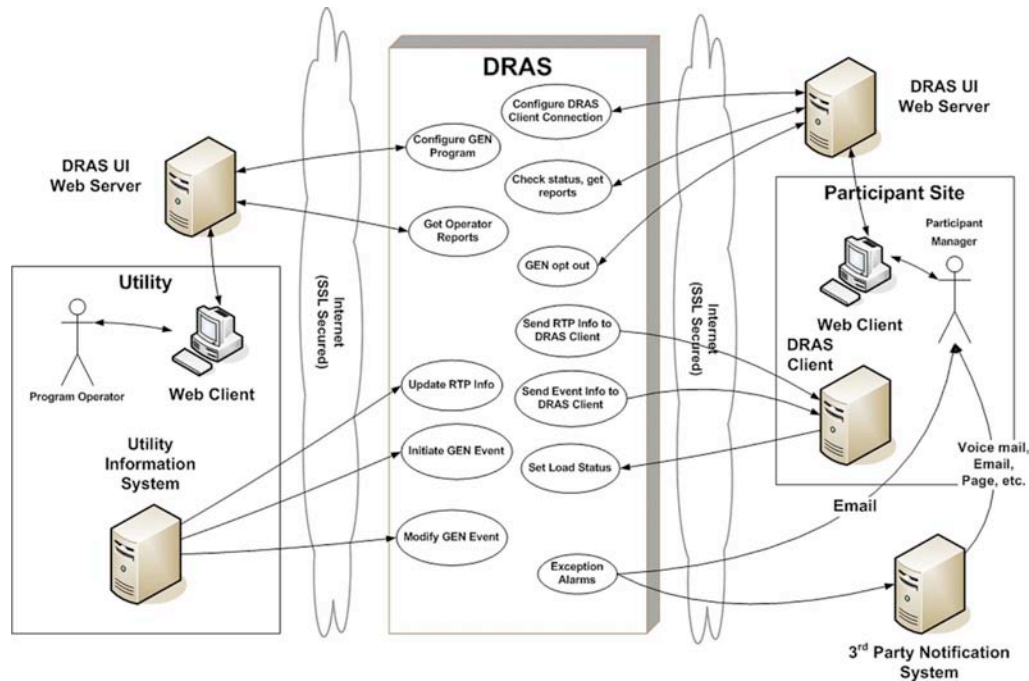 DRAS
DRAS UI
Web Server
Configure GEN
Program
Get Operator
Reports
Utility
Program Operator
Web Client
Utility
Information
System
Internet
(SSL Secured)
Update RTP Info
Initiate GEN Event
Modify GEN Event
Configure DRAS
Client Connection
Check status, get
reports
GEN opt out
Send RTP Info to
DRAS Client
Send Event Info to
DRAS Client
Set Load Status
Exception
Alarms
Internet
(SSL Secured)
DRAS UI
Web Server
Participant Site
Participant
Manager
Web Client
DRAS
Client
Voice mail,
Email,
Page, etc.
Email
3rd Party Notification
System